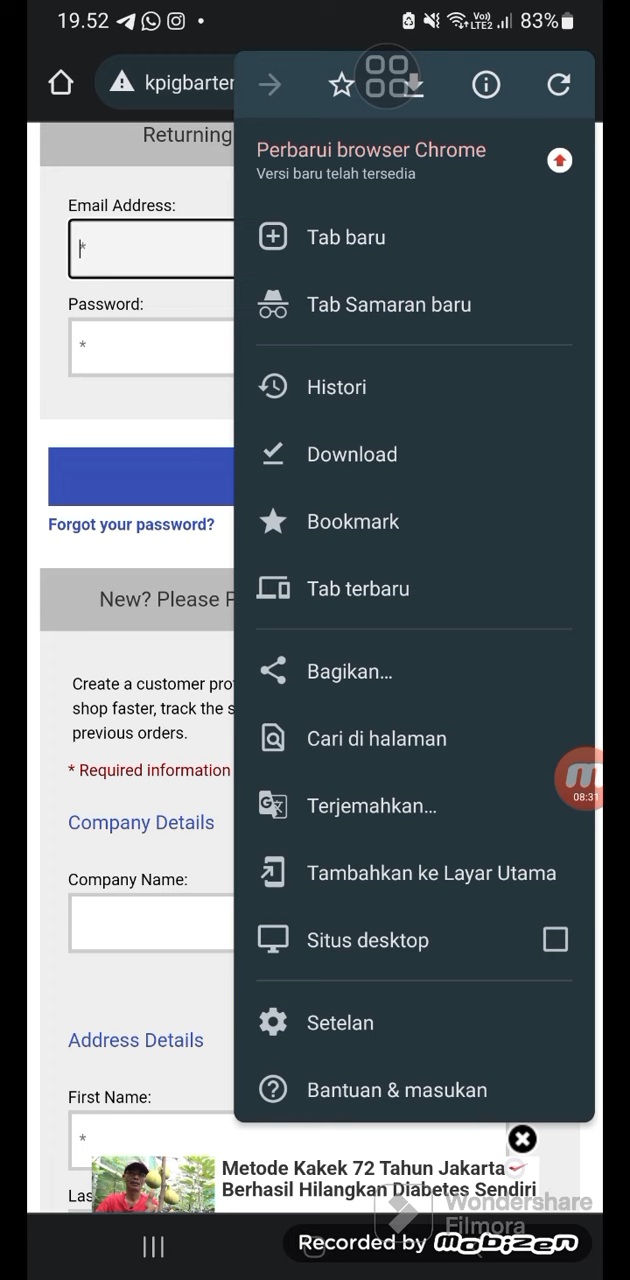 19.52
Vo))
LTE2
83%
kpigbarter
Returning
Perbarui browser Chrome
Versi baru telah tersedia
Email Address:
*
Tab baru
Password:
*
Tab Samaran baru
Histori
Download
Forgot your password?
Bookmark
Tab terbaru
New? Please P
Bagikan...
Create a customer pro
shop faster, track the s
previous orders.
Cari di halaman
* Required information
08:31
Terjemahkan...
Company Details
Tambahkan ke Layar Utama
Company Name:
Situs desktop
Setelan
Address Details
Bantuan & masukan
First Name:
*
Metode Kakek 72 Tahun Jakarta
Berhasil Hilangkan Diabetes Sendiri
Las
Wondershare
Filmora
Recorded by mobizen